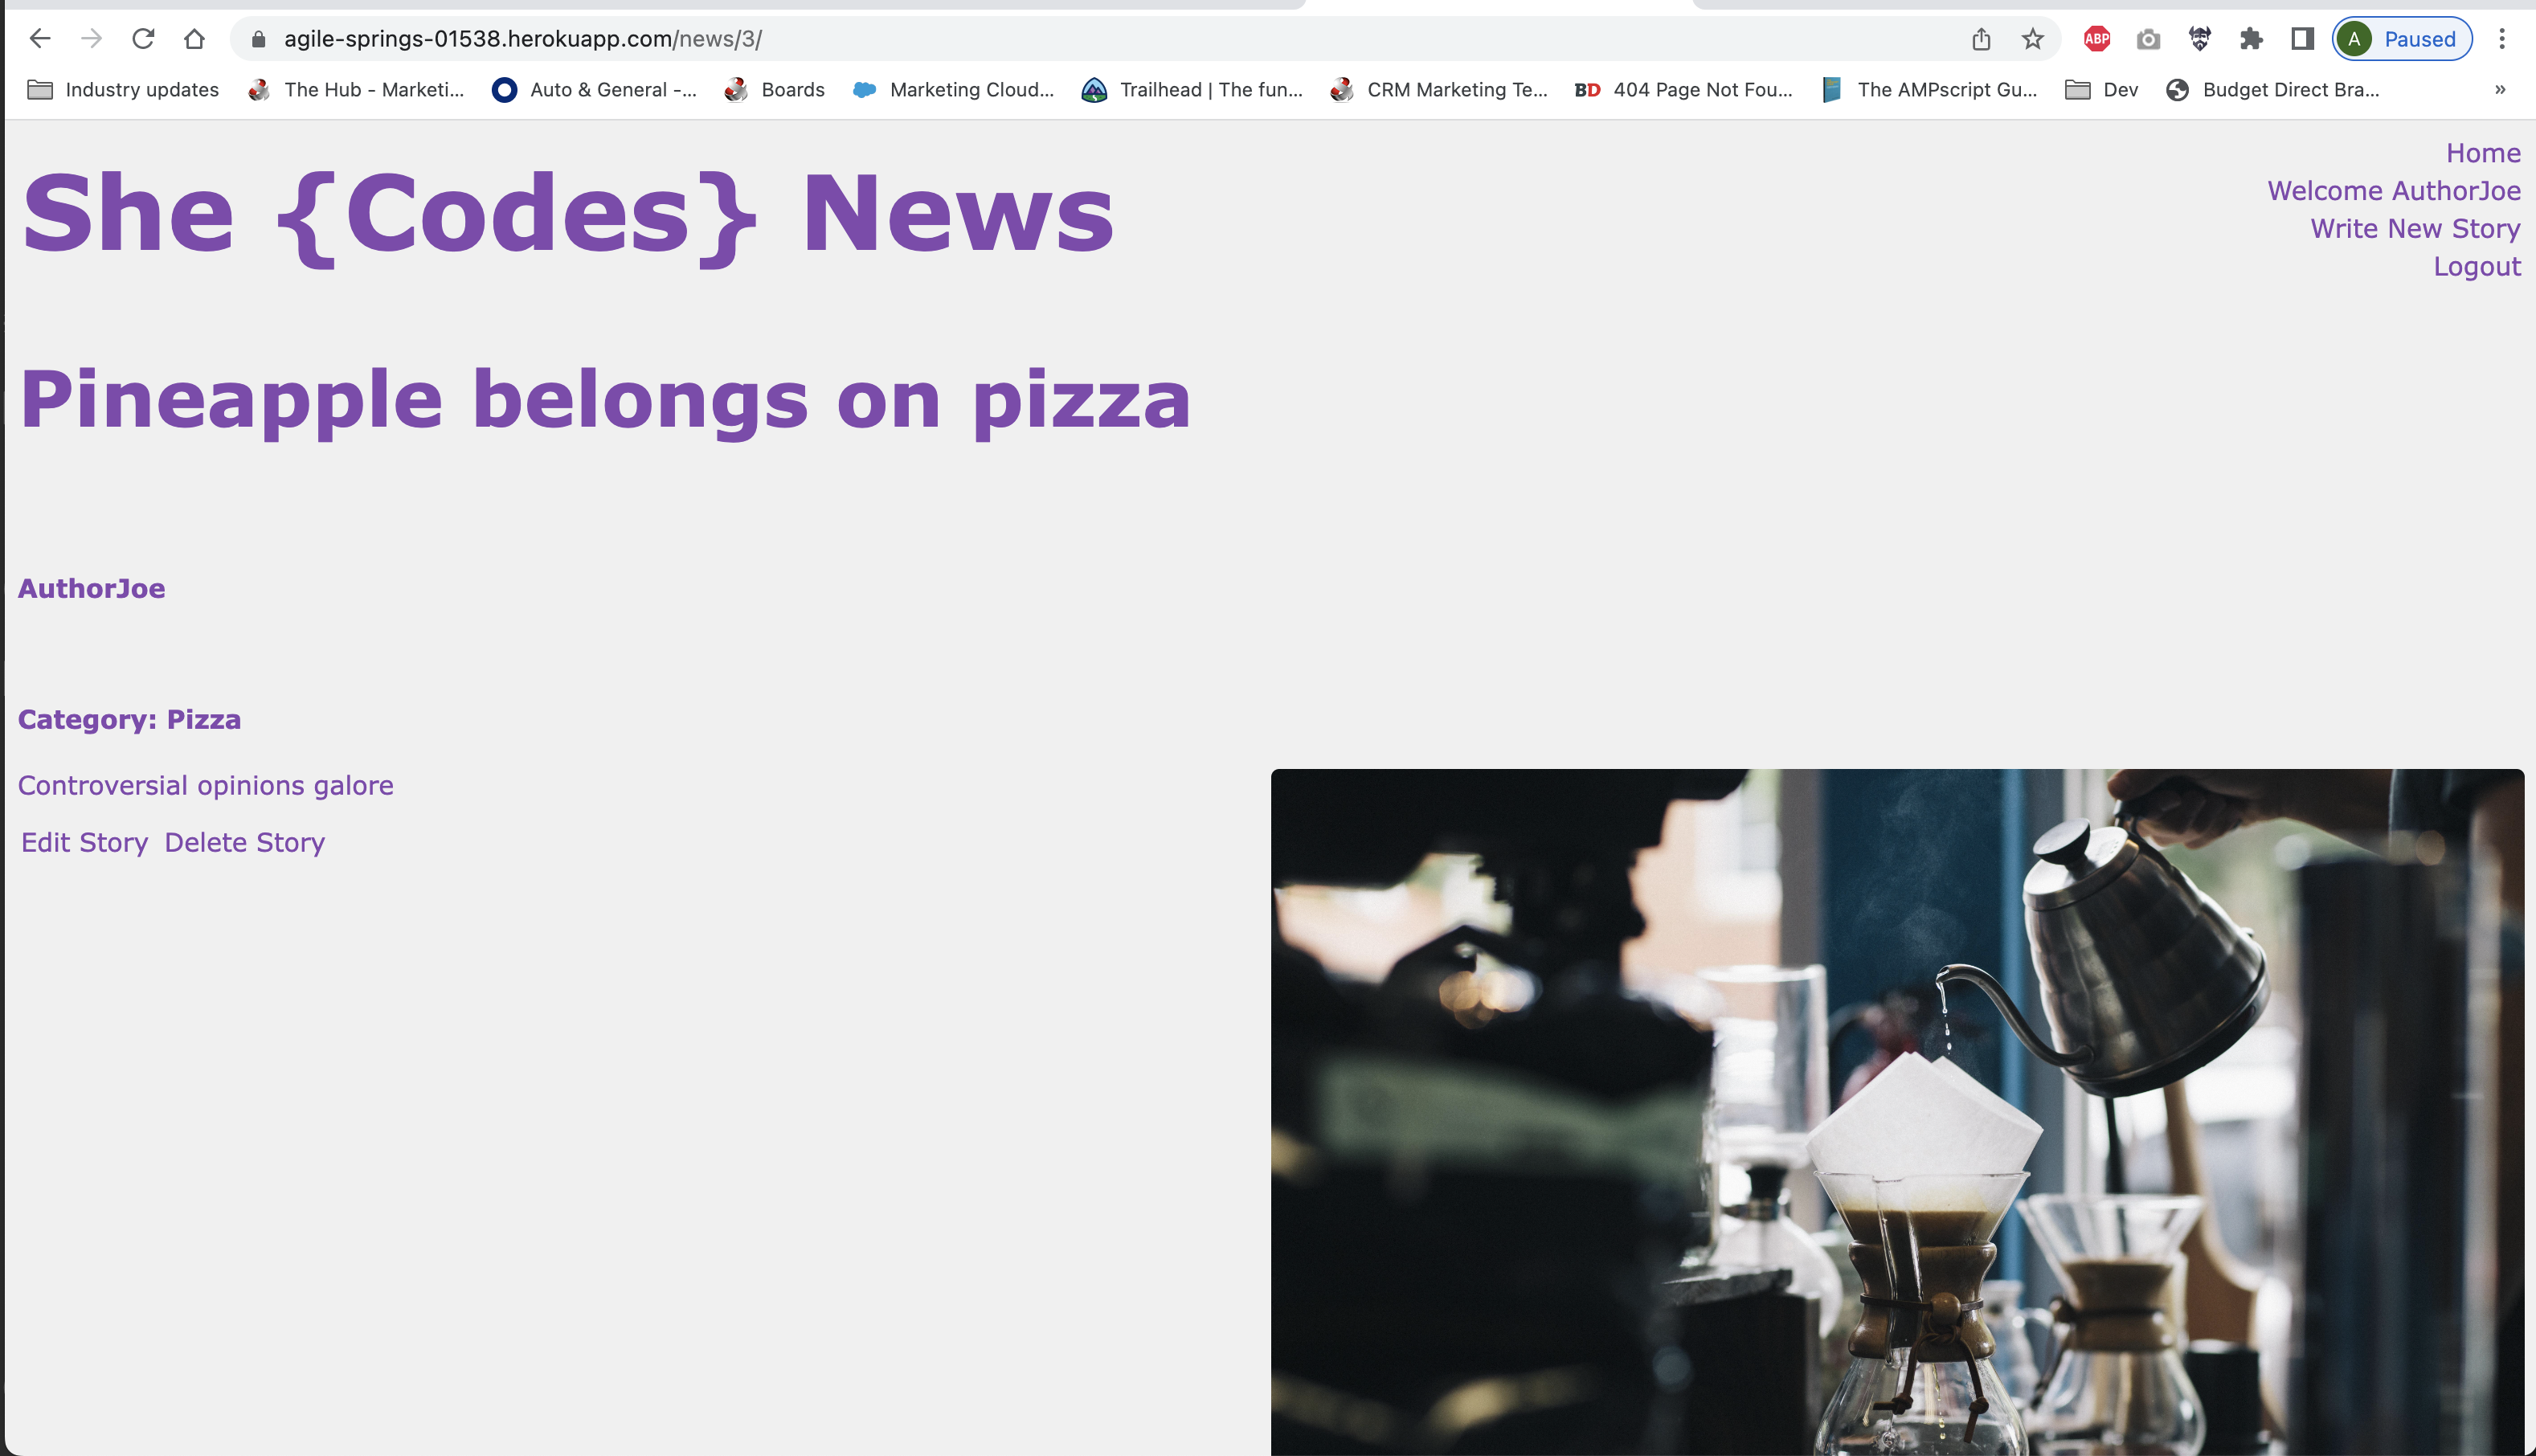 agile-springs-01538.herokuapp.com/news/3/
ABP
A Paused
Industry updates The Hub - Marketi... Auto & General -... Boards Marketing Cloud... Trailhead | The fun... CRM Marketing Te... BD 404 Page Not Fou... The AMPscript Gu... Dev Budget Direct Bra... »
She {Codes} News
Home
Welcome AuthorJoe
Write New Story
Logout
Pineapple belongs on pizza
AuthorJoe
Category: Pizza
Controversial opinions galore
Edit Story Delete Story